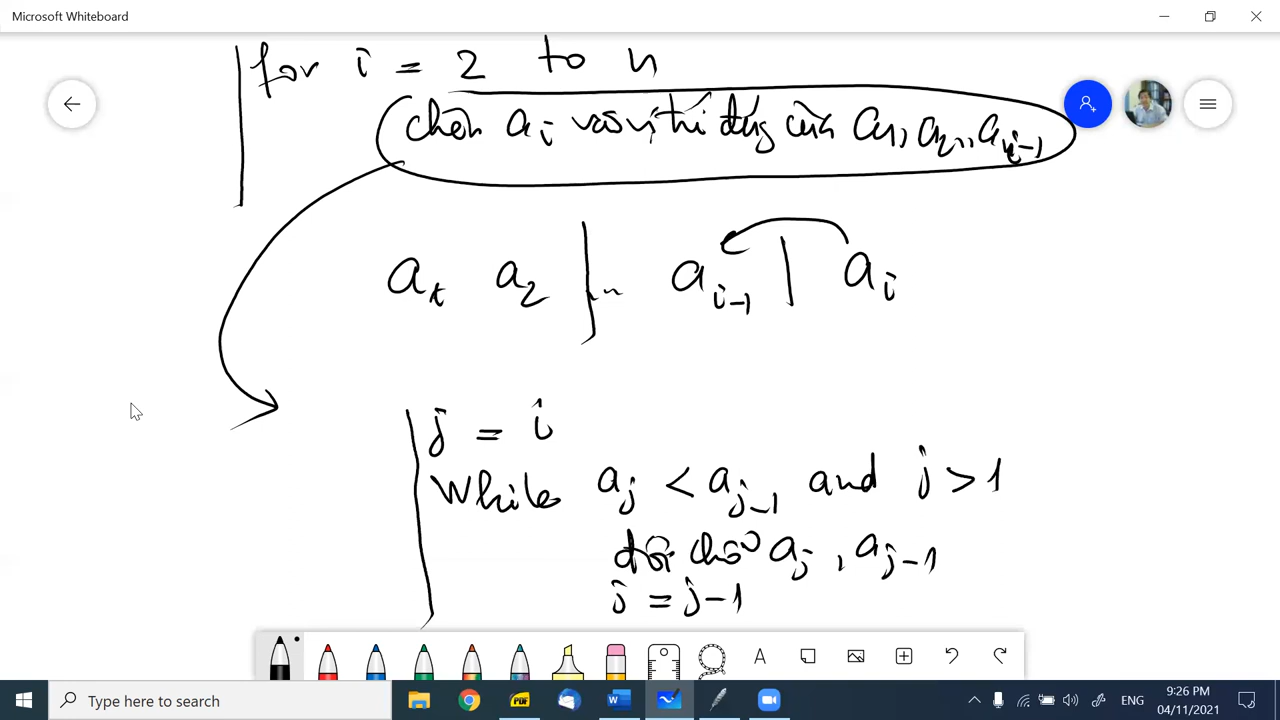 Microsoft Whiteboard
for i = 2 to n
chèn ai vào vị trí đúng của a1, a2,, ai-1
a1 a2 ... ai-1 | ai
j = i
While aj < aj-1 and j > 1
đổi chỗ aj, aj-1
j = j-1
A
Type here to search
PDF
ENG
9:26 PM
04/11/2021